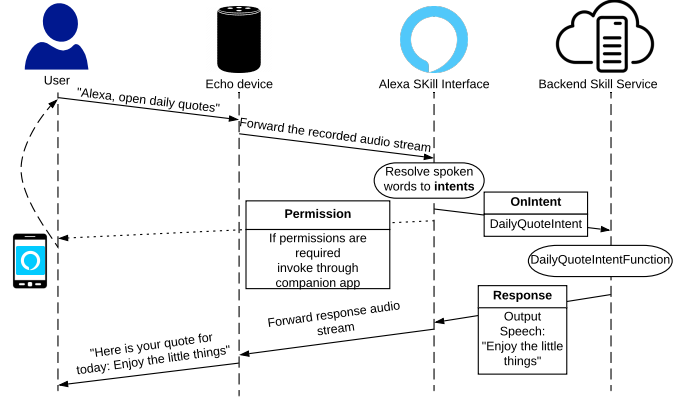 User
Echo device
Alexa SKill Interface
Backend Skill Service
"Alexa, open daily quotes"
Forward the recorded audio stream
Resolve spoken
words to intents
OnIntent
DailyQuoteIntent
Permission
If permissions are
required
invoke through
companion app
DailyQuoteIntentFunction
Response
Output
Speech:
"Enjoy the little
things"
Forward response audio
stream
"Here is your quote for
today: Enjoy the little things"